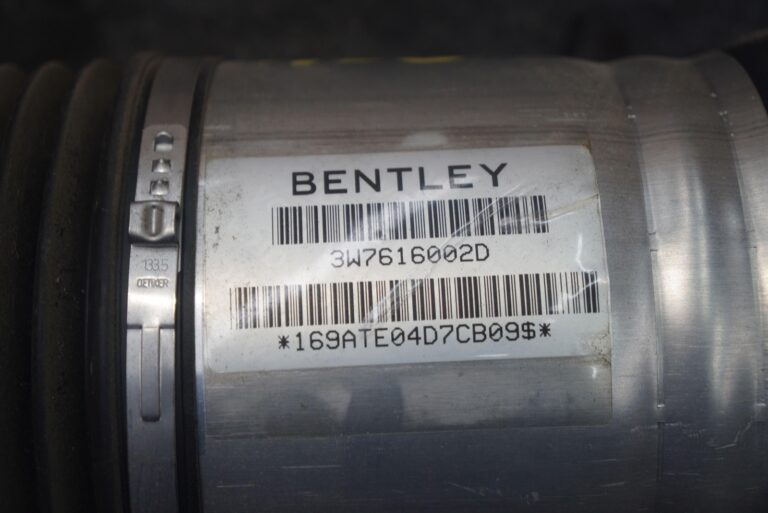 BENTLEY
3W7616002D
*169ATE04D7CB09$*
133.5
OETIKER